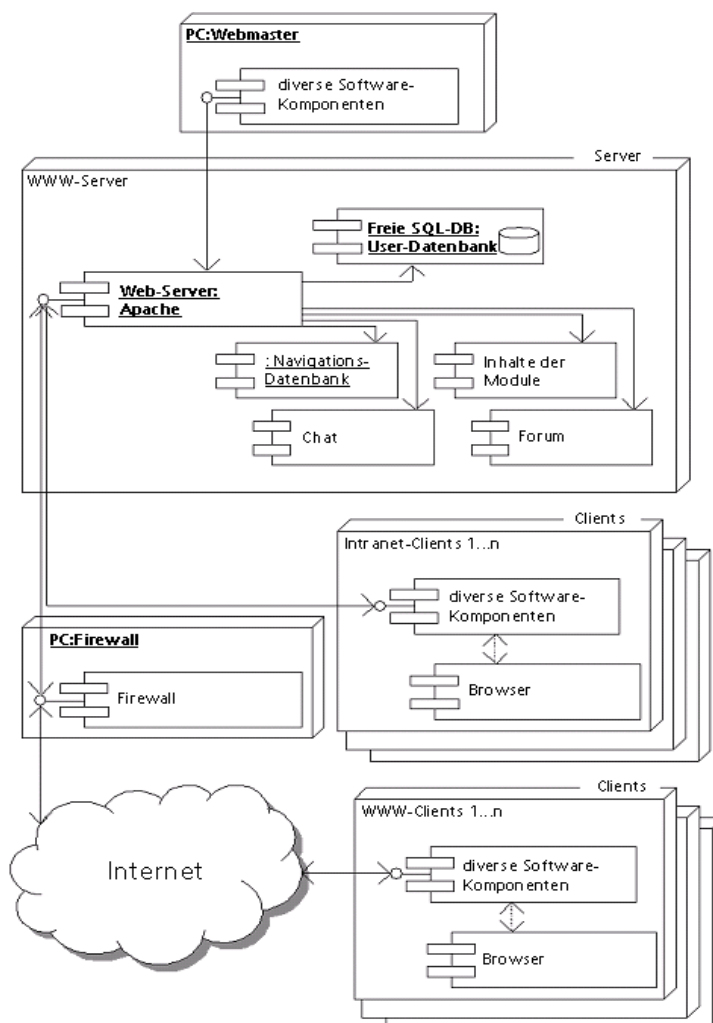 PC:Webmaster
diverse Software-
Komponenten
Server
WWW-Server
Freie SQL-DB:
User-Datenbank
Web-Server:
Apache
: Navigations-
Datenbank
Inhalte der
Module
Chat
Forum
Clients
Intranet-Clients 1...n
diverse Software-
Komponenten
Browser
PC:Firewall
Firewall
Clients
WWW-Clients 1...n
Internet
diverse Software-
Komponenten
Browser